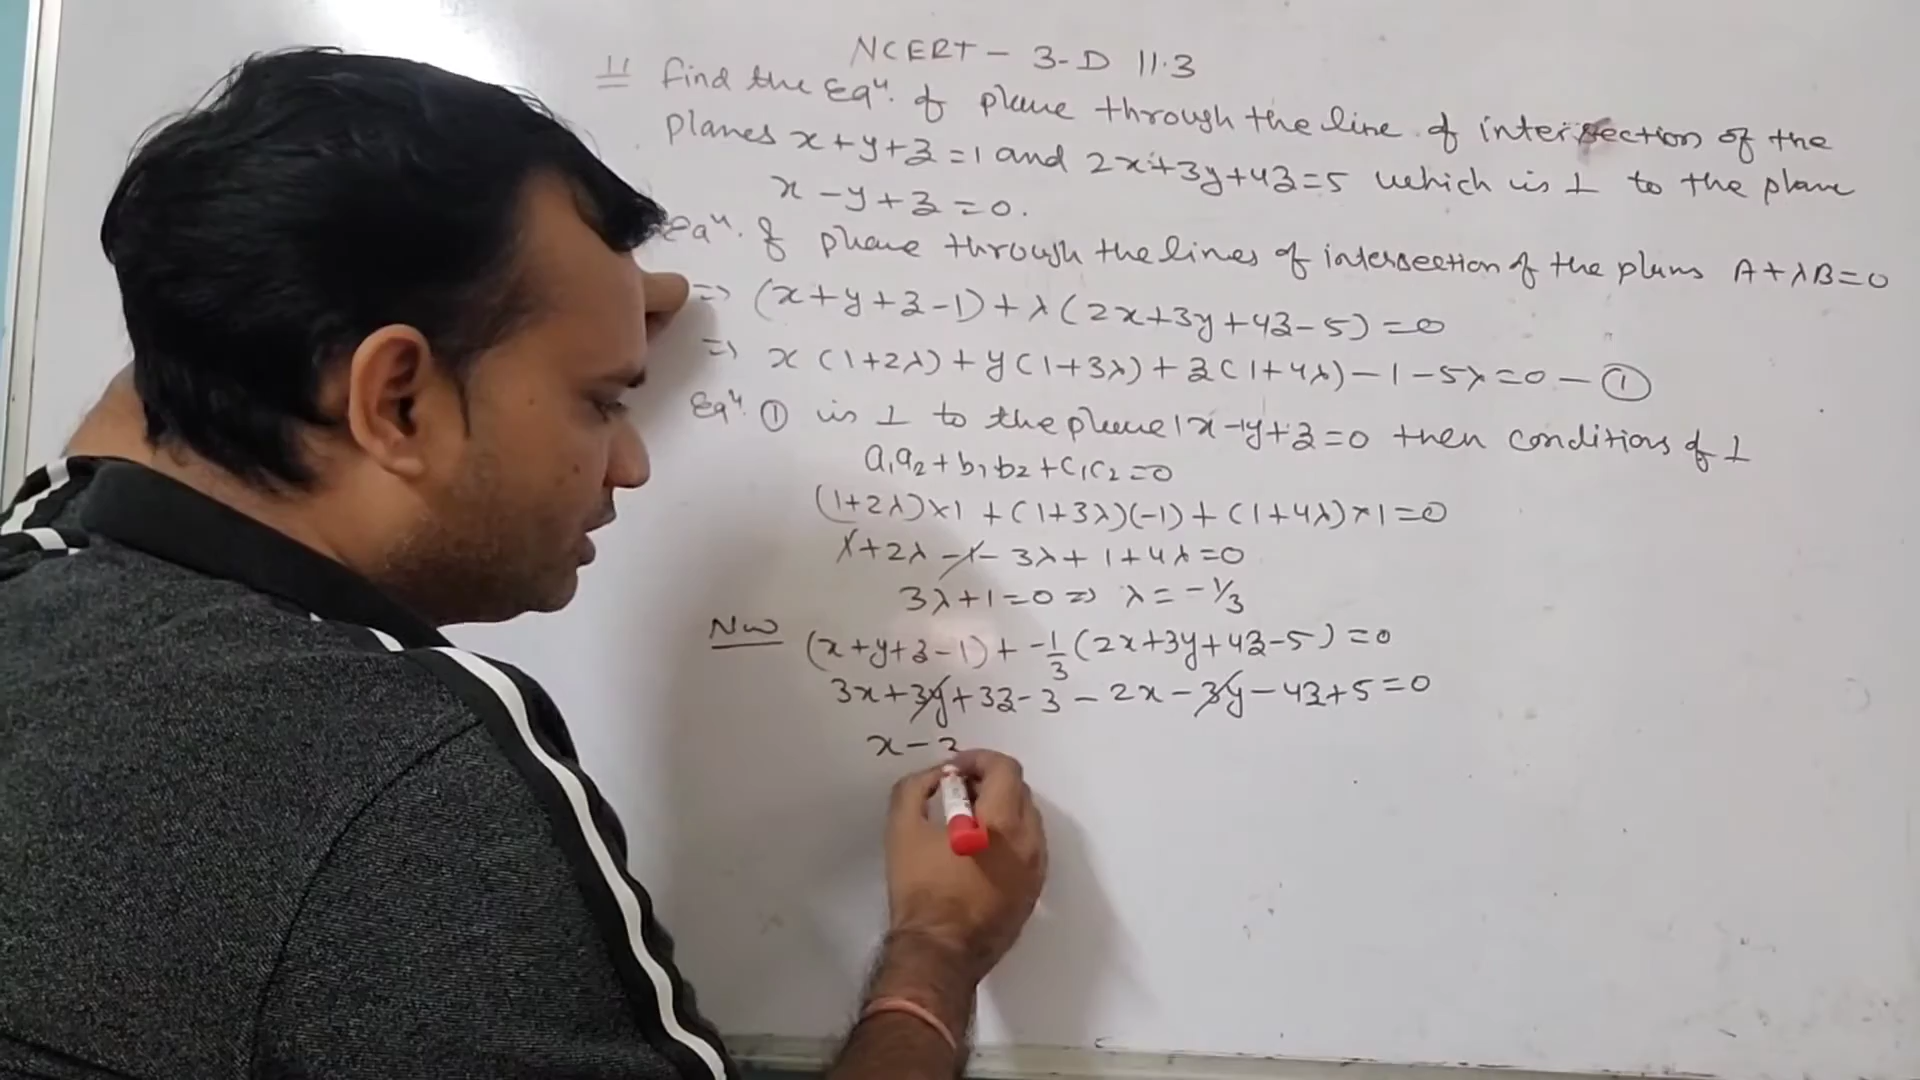 NCERT - 3-D 11.3
11 find the Eqⁿ. of plane through the line of intersection of the
planes x+y+z=1 and 2x+3y+4z=5 which is ⊥ to the plane
x-y+z=0.
Eqⁿ. of plane through the lines of intersection of the plans A+λB=0
=> (x+y+z-1)+λ(2x+3y+4z-5)=0
=> x(1+2λ)+y(1+3λ)+z(1+4λ)-1-5λ=0 - ①
Eqⁿ. ① is ⊥ to the plane 1x-1y+z=0 then conditions of ⊥
a₁a₂+b₁b₂+c₁c₂=0
(1+2λ)×1+(1+3λ)(-1)+(1+4λ)×1=0
1+2λ-1-3λ+1+4λ=0
3λ+1=0 => λ=-1/3
Now (x+y+z-1)+-1/3(2x+3y+4z-5)=0
3x+3y+3z-3-2x-3y-4z+5=0
x-z